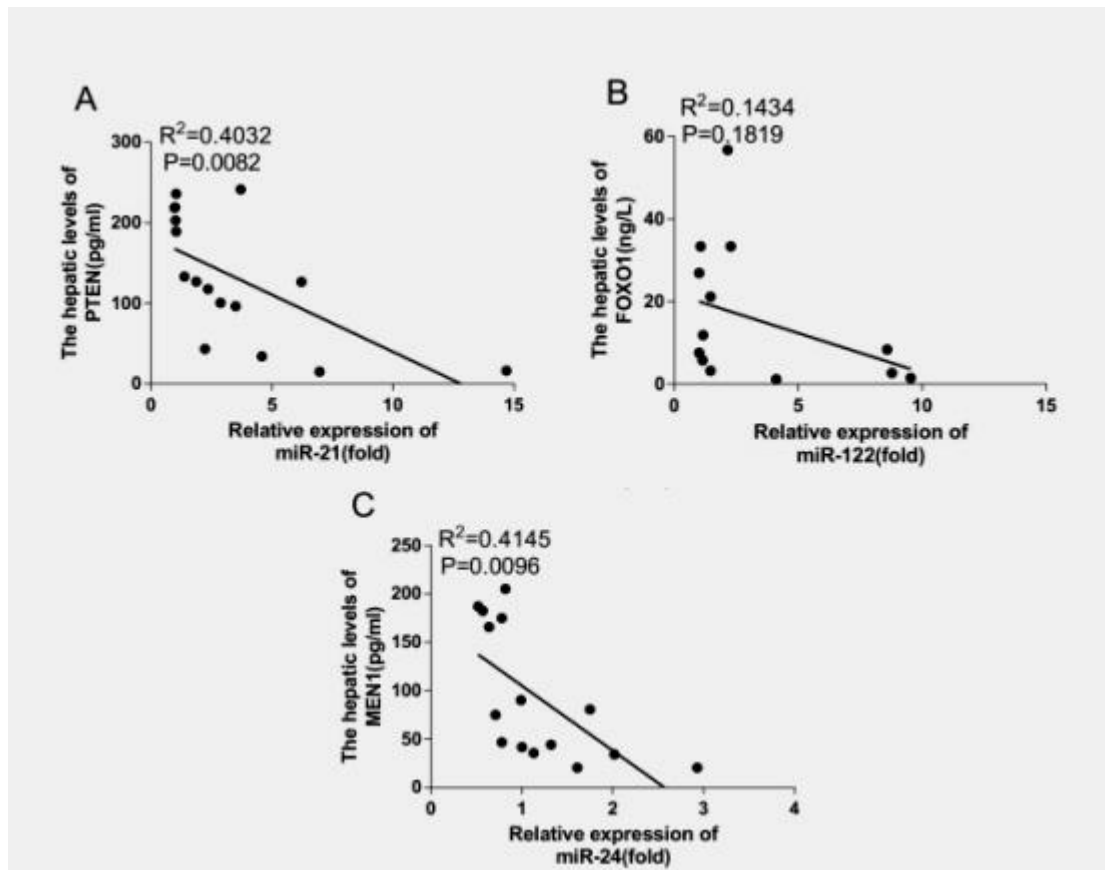 A
R²=0.4032
P=0.0082
The hepatic levels of
PTEN(pg/ml)
300
200
100
0
0 5 10 15
Relative expression of
miR-21(fold)
B
R²=0.1434
P=0.1819
The hepatic levels of
FOXO1(ng/L)
60
40
20
0
0 5 10 15
Relative expression of
miR-122(fold)
C
R²=0.4145
P=0.0096
The hepatic levels of
MEN1(pg/ml)
250
200
150
100
50
0
0 1 2 3 4
Relative expression of
miR-24(fold)